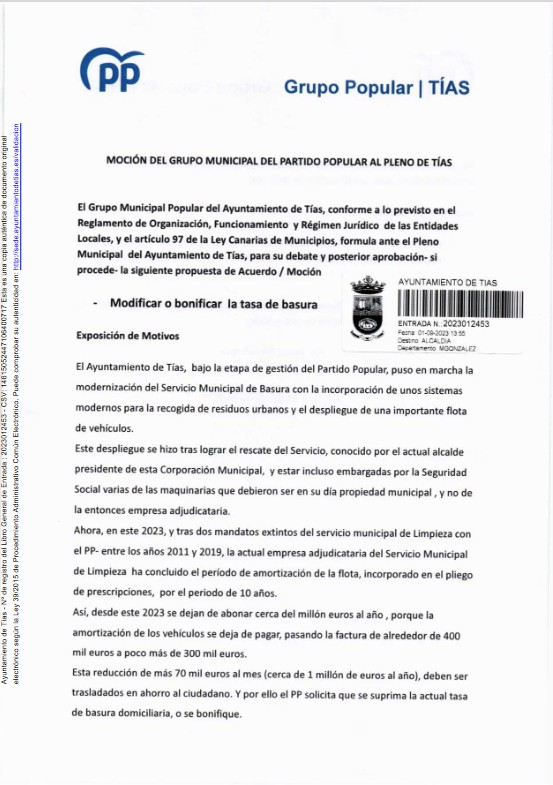 PP
Grupo Popular | TÍAS
MOCIÓN DEL GRUPO MUNICIPAL DEL PARTIDO POPULAR AL PLENO DE TÍAS
El Grupo Municipal Popular del Ayuntamiento de Tías, conforme a lo previsto en el
Reglamento de Organización, Funcionamiento y Régimen Jurídico de las Entidades
Locales, y el artículo 97 de la Ley Canarias de Municipios, formula ante el Pleno
Municipal del Ayuntamiento de Tías, para su debate y posterior aprobación- si
procede- la siguiente propuesta de Acuerdo / Moción
- Modificar o bonificar la tasa de basura
AYUNTAMIENTO DE TIAS
ENTRADA N.:2023012453
Fecha 01-09-2023 13:55
Destino ALCALDIA
Departamento MGONZALEZ
Exposición de Motivos
El Ayuntamiento de Tías, bajo la etapa de gestión del Partido Popular, puso en marcha la
modernización del Servicio Municipal de Basura con la incorporación de unos sistemas
modernos para la recogida de residuos urbanos y el despliegue de una importante flota
de vehículos.
Este despliegue se hizo tras lograr el rescate del Servicio, conocido por el actual alcalde
presidente de esta Corporación Municipal, y estar incluso embargadas por la Seguridad
Social varias de las maquinarias que debieron ser en su día propiedad municipal , y no de
la entonces empresa adjudicataria.
Ahora, en este 2023, y tras dos mandatos extintos del servicio municipal de Limpieza con
el PP- entre los años 2011 y 2019, la actual empresa adjudicataria del Servicio Municipal
de Limpieza ha concluido el período de amortización de la flota, incorporado en el pliego
de prescripciones, por el periodo de 10 años.
Así, desde este 2023 se dejan de abonar cerca del millón euros al año , porque la
amortización de los vehículos se deja de pagar, pasando la factura de alrededor de 400
mil euros a poco más de 300 mil euros.
Esta reducción de más 70 mil euros al mes (cerca de 1 millón de euros al año), deben ser
trasladados en ahorro al ciudadano. Y por ello el PP solicita que se suprima la actual tasa
de basura domiciliaria, o se bonifique.
Ayuntamiento de Tías - Nº de registro del Libro General de Entrada : 2023012453 - CSV: 14615052447106400717 Esta es una copia auténtica de documento original
electrónico según la Ley 39/2015 de Procedimiento Administrativo Común Electrónico. Puede comprobar su autenticidad en: http://sede.ayuntamientodetias.es/validacion